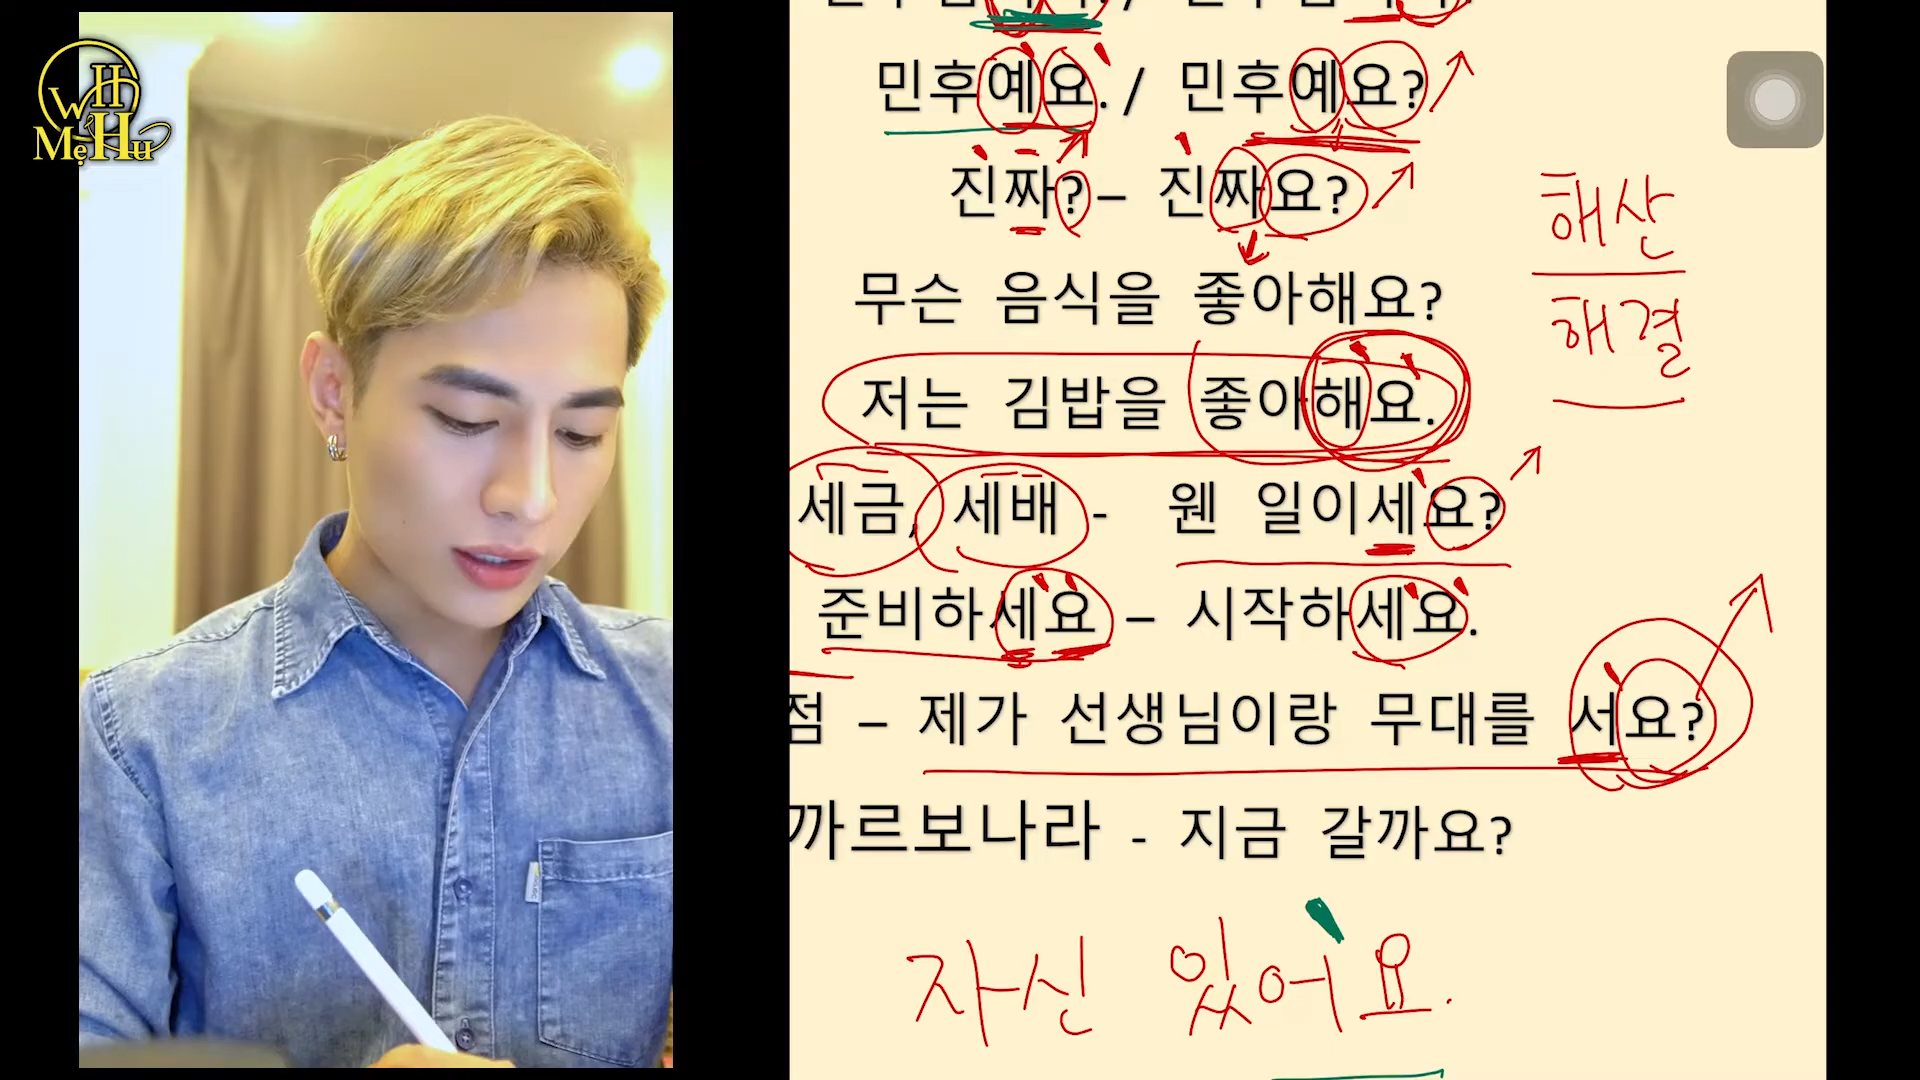 H
W
Mẹ Hu
민후예요. / 민후예요?
진짜? – 진짜요?
무슨 음식을 좋아해요?
저는 김밥을 좋아해요.
세금, 세배 - 웬 일이세요?
준비하세요 – 시작하세요.
점 – 제가 선생님이랑 무대를 서요?
까르보나라 - 지금 갈까요?
자신 있어요.
해산
해결